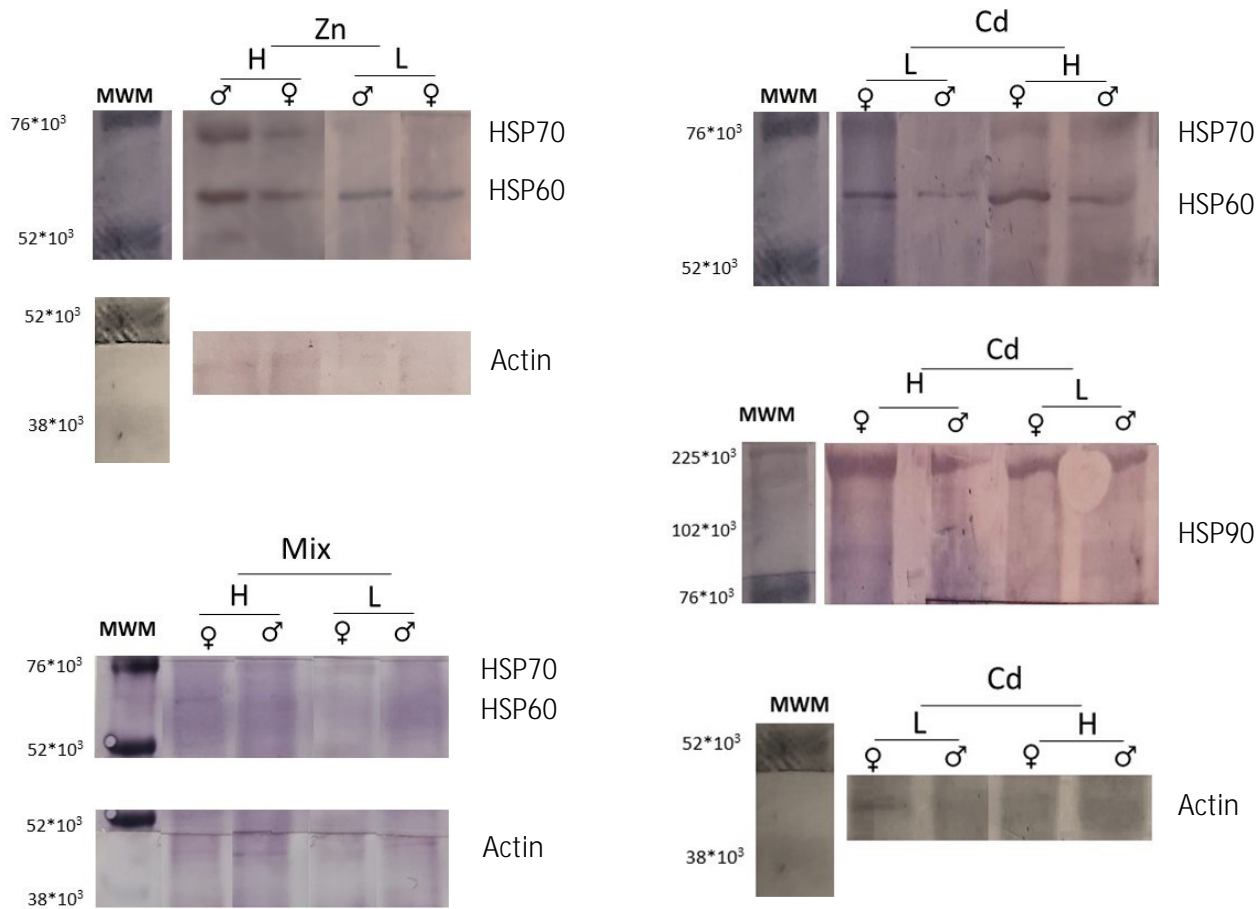 Zn
H L
MWM ♂ ♀ ♂ ♀
76*10³ HSP70
HSP60
52*10³
52*10³
Actin
38*10³
Mix
H L
MWM ♀ ♂ ♀ ♂
76*10³ HSP70
HSP60
52*10³
52*10³
Actin
38*10³
Cd
L H
MWM ♀ ♂ ♀ ♂
76*10³ HSP70
HSP60
52*10³
Cd
H L
MWM ♀ ♂ ♀ ♂
225*10³
102*10³ HSP90
76*10³
Cd
MWM L H
52*10³ ♀ ♂ ♀ ♂
Actin
38*10³